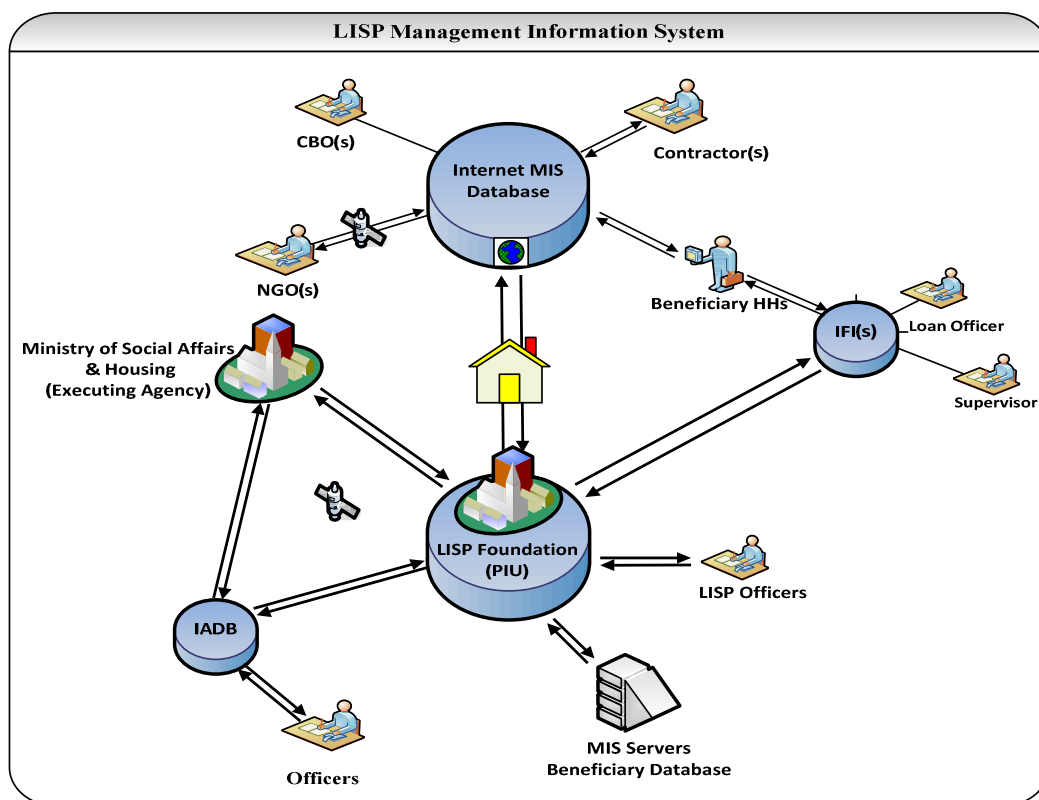 LISP Management Information System
CBO(s)
Contractor(s)
Internet MIS
Database
NGO(s)
Beneficiary HHs
IFI(s)
Loan Officer
Supervisor
Ministry of Social Affairs
& Housing
(Executing Agency)
LISP Foundation
(PIU)
LISP Officers
IADB
Officers
MIS Servers
Beneficiary Database